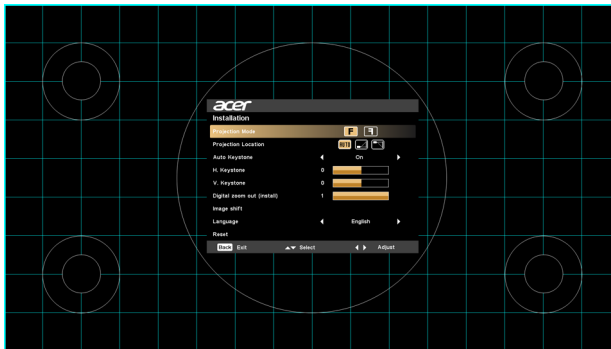 acer
Installation
Projection Mode F F
Projection Location AUTO
Auto Keystone On
H. Keystone 0
V. Keystone 0
Digital zoom out (install) 1
Image shift
Language English
Reset
Back Exit Select Adjust